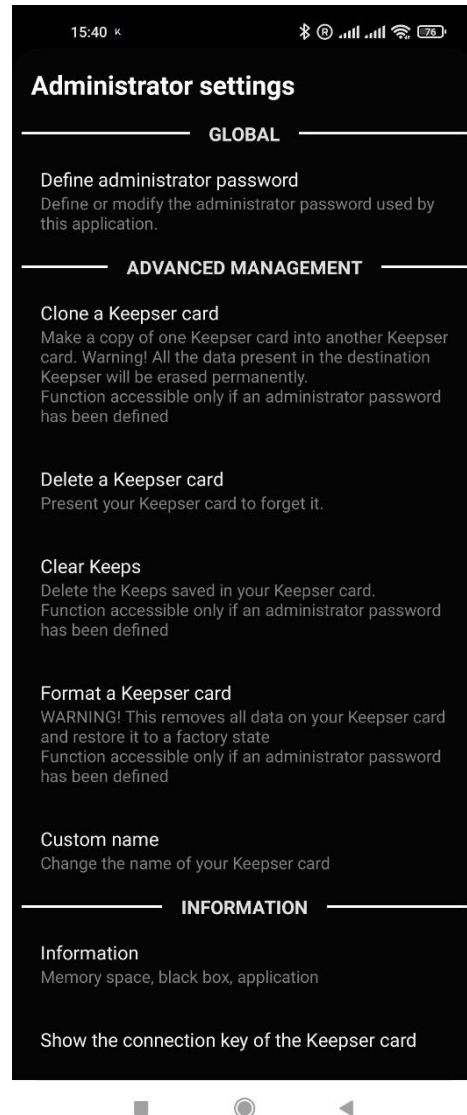 15:40 K
76
Administrator settings
GLOBAL
Define administrator password
Define or modify the administrator password used by
this application.
ADVANCED MANAGEMENT
Clone a Keepser card
Make a copy of one Keepser card into another Keepser
card. Warning! All the data present in the destination
Keepser will be erased permanently.
Function accessible only if an administrator password
has been defined
Delete a Keepser card
Present your Keepser card to forget it.
Clear Keeps
Delete the Keeps saved in your Keepser card.
Function accessible only if an administrator password
has been defined
Format a Keepser card
WARNING! This removes all data on your Keepser card
and restore it to a factory state
Function accessible only if an administrator password
has been defined
Custom name
Change the name of your Keepser card
INFORMATION
Information
Memory space, black box, application
Show the connection key of the Keepser card